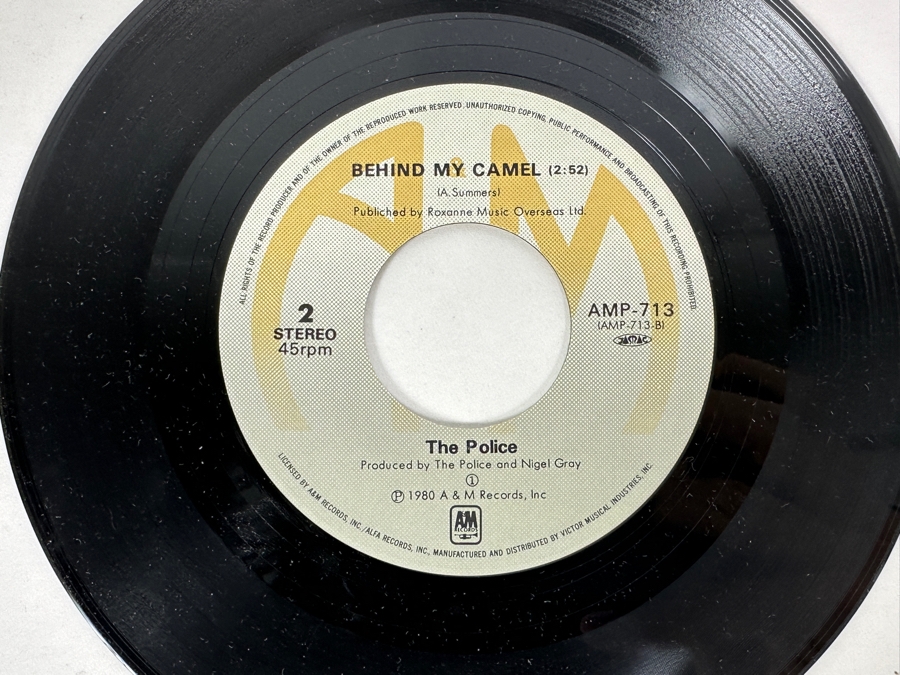 ALL RIGHTS OF THE RECORD PRODUCER AND OF THE OWNER OF THE REPRODUCED WORK RESERVED. UNAUTHORIZED COPYING, PUBLIC PERFORMANCE AND BROADCASTING OF THIS RECORDING PROHIBITED
BEHIND MY CAMEL (2:52)
(A. Summers)
Publiched by Roxanne Music Overseas Ltd.
2
STEREO
45rpm
AMP-713
(AMP-713-B)
JASRAC
The Police
Produced by The Police and Nigel Gray
①
Ⓟ 1980 A & M Records, Inc
A&M
RECORDS
LICENSED BY A&M RECORDS, INC./ALFA RECORDS, INC., MANUFACTURED AND DISTRIBUTED BY VICTOR MUSICAL INDUSTRIES, INC.